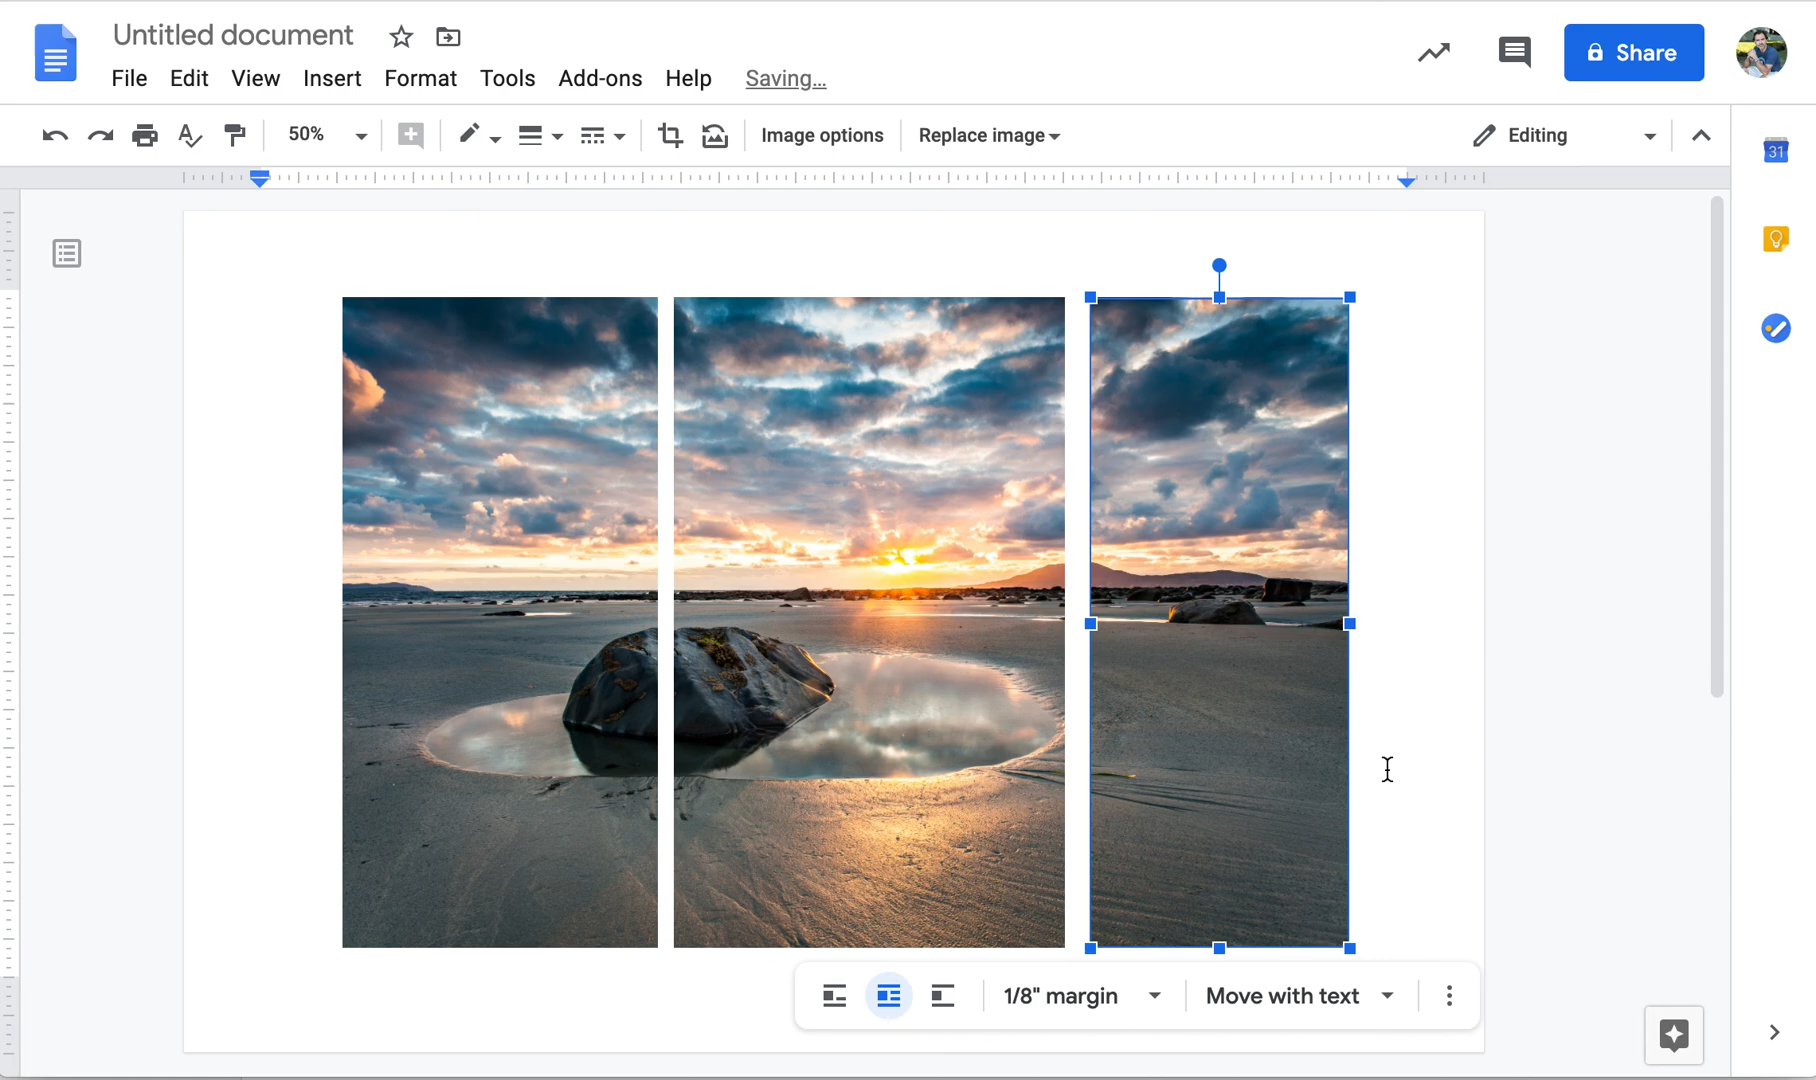 Untitled document
File Edit View Insert Format Tools Add-ons Help Saving...
Share
50% Image options Replace image Editing
31
1/8" margin Move with text